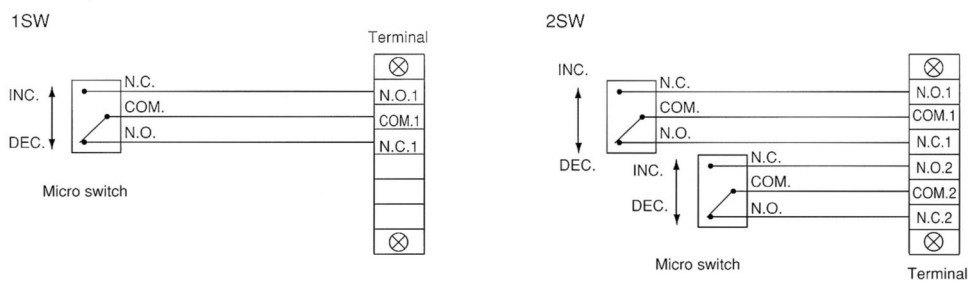 1SW
Terminal
INC.
DEC.
N.C.
COM.
N.O.
N.O.1
COM.1
N.C.1
Micro switch
2SW
INC.
DEC.
N.C.
COM.
N.O.
INC.
DEC.
N.C.
COM.
N.O.
N.O.1
COM.1
N.C.1
N.O.2
COM.2
N.C.2
Micro switch
Terminal